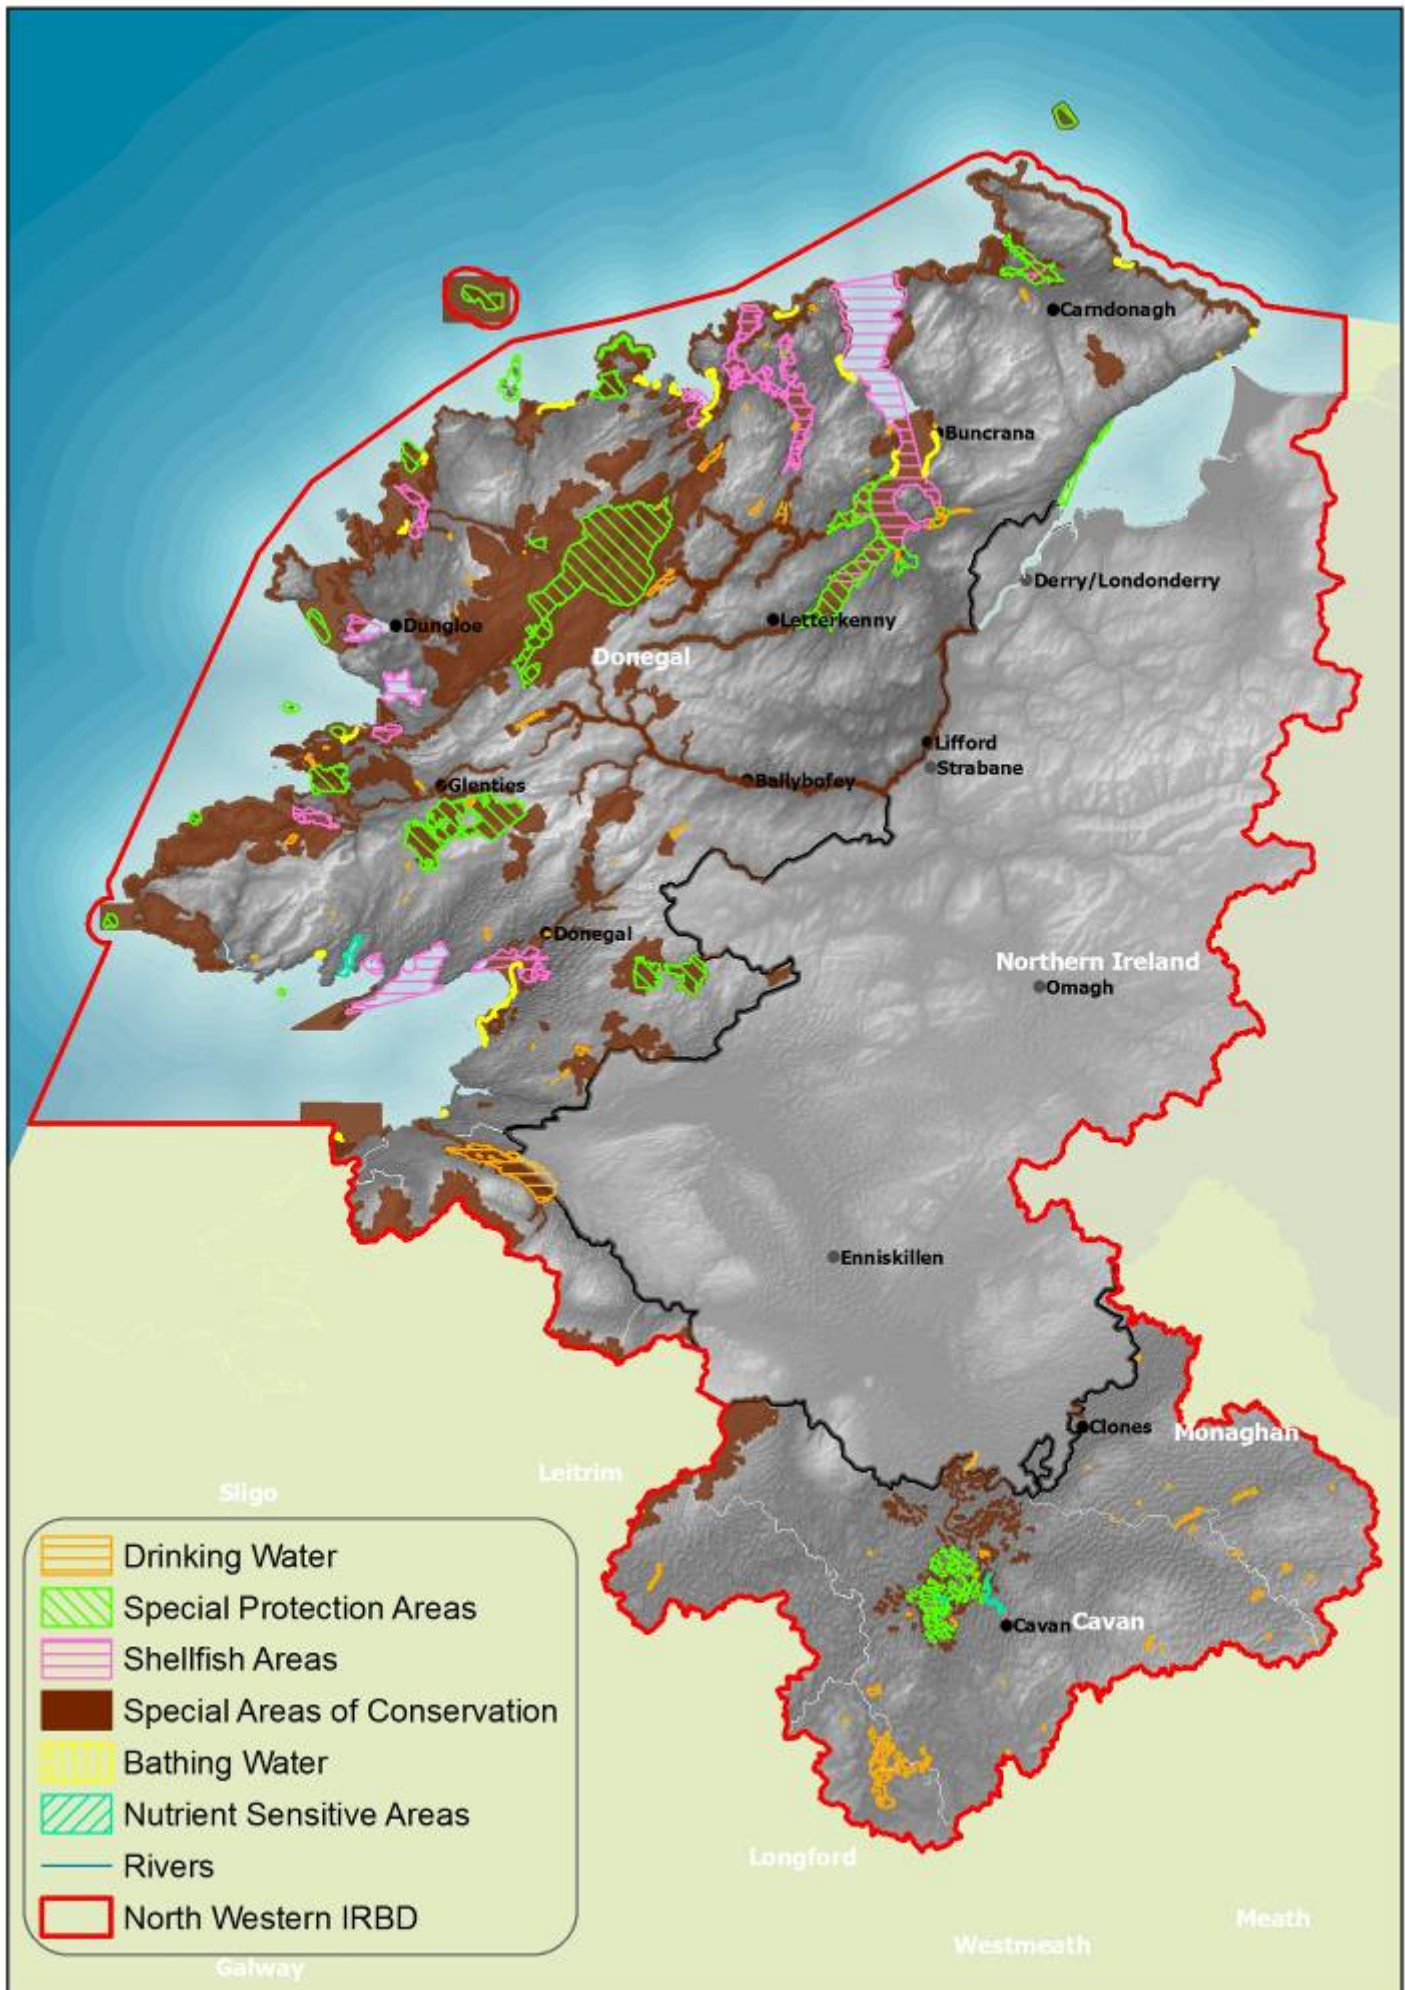 Carndonagh
Buncrana
Derry/Londonderry
Dungloe
Letterkenny
Donegal
Lifford
Strabane
Ballybofey
Glenties
Donegal
Northern Ireland
Omagh
Enniskillen
Clones
Monaghan
Leitrim
Sligo
Cavan Cavan
Longford
Meath
Westmeath
Galway
Drinking Water
Special Protection Areas
Shellfish Areas
Special Areas of Conservation
Bathing Water
Nutrient Sensitive Areas
Rivers
North Western IRBD